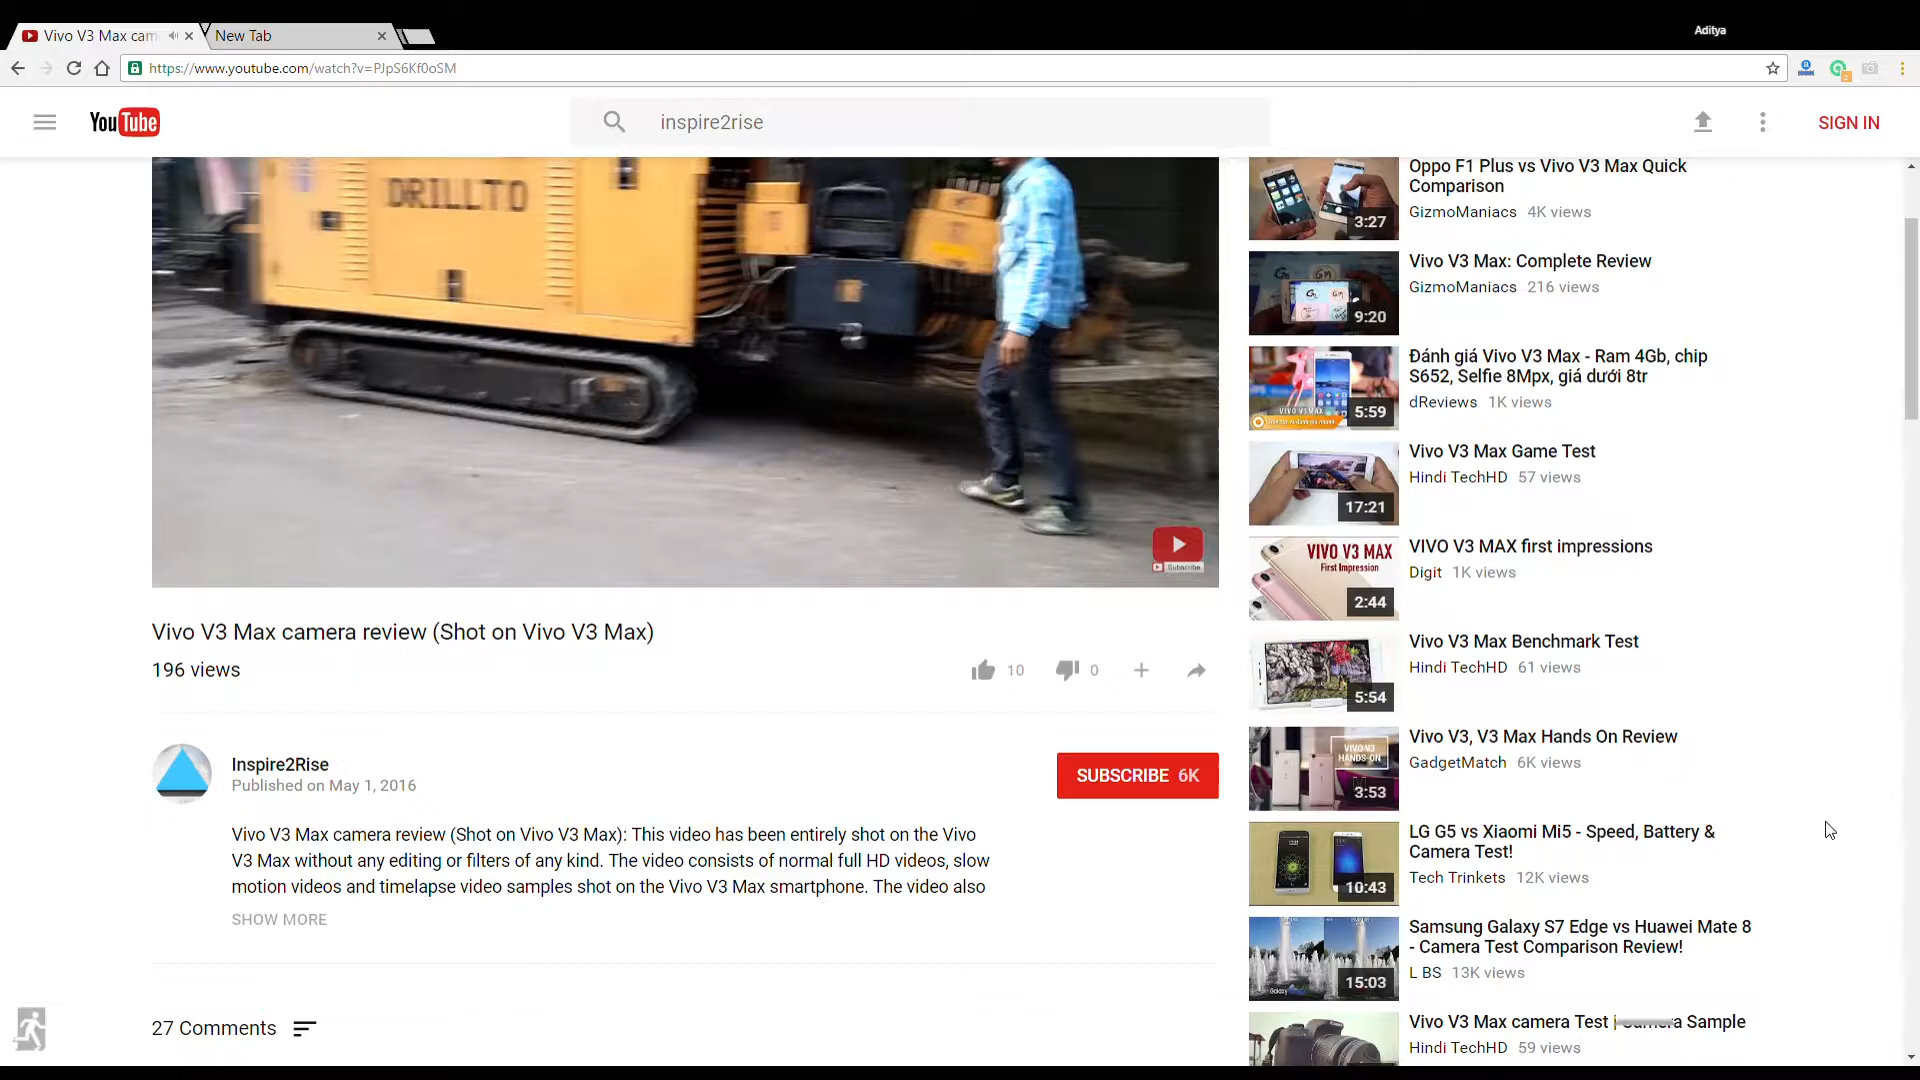 Aditya
Vivo V3 Max cam
New Tab
https://www.youtube.com/watch?v=PJpS6Kf0oSM
YouTube
inspire2rise
SIGN IN
DRILLTO
Subscribe
Vivo V3 Max camera review (Shot on Vivo V3 Max)
196 views
10
0
Inspire2Rise
Published on May 1, 2016
SUBSCRIBE 6K
Vivo V3 Max camera review (Shot on Vivo V3 Max): This video has been entirely shot on the Vivo
V3 Max without any editing or filters of any kind. The video consists of normal full HD videos, slow
motion videos and timelapse video samples shot on the Vivo V3 Max smartphone. The video also
SHOW MORE
27 Comments
Oppo F1 Plus vs Vivo V3 Max Quick
Comparison
GizmoManiacs 4K views
3:27
Vivo V3 Max: Complete Review
GizmoManiacs 216 views
9:20
Đánh giá Vivo V3 Max - Ram 4Gb, chip
S652, Selfie 8Mpx, giá dưới 8tr
dReviews 1K views
VIVO V3 MAX
5:59
Vivo V3 Max Game Test
Hindi TechHD 57 views
17:21
VIVO V3 MAX
First Impression
2:44
VIVO V3 MAX first impressions
Digit 1K views
Vivo V3 Max Benchmark Test
Hindi TechHD 61 views
5:54
Vivo V3, V3 Max Hands On Review
GadgetMatch 6K views
VIVO V3
HANDS-ON
3:53
LG G5 vs Xiaomi Mi5 - Speed, Battery &
Camera Test!
Tech Trinkets 12K views
10:43
Samsung Galaxy S7 Edge vs Huawei Mate 8
- Camera Test Comparison Review!
L BS 13K views
Galaxy
15:03
Vivo V3 Max camera Test | Camera Sample
Hindi TechHD 59 views